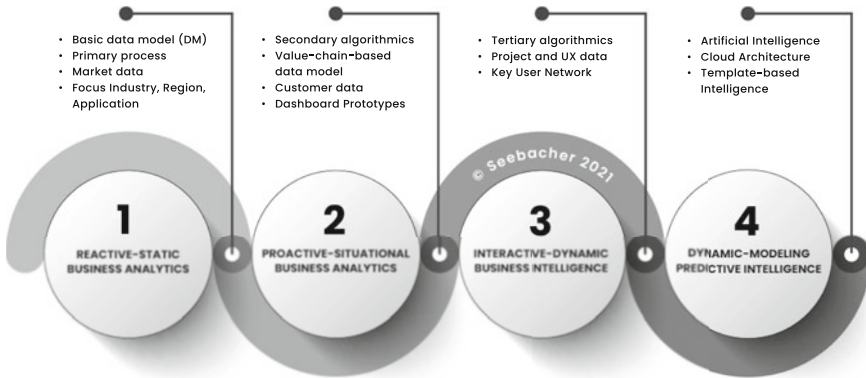 • Basic data model (DM)
• Primary process
• Market data
• Focus Industry, Region,
Application
• Secondary algorithmics
• Value-chain-based
data model
• Customer data
• Dashboard Prototypes
• Tertiary algorithmics
• Project and UX data
• Key User Network
• Artificial Intelligence
• Cloud Architecture
• Template-based
Intelligence
© Seebacher 2021
1
REACTIVE-STATIC
BUSINESS ANALYTICS
2
PROACTIVE-SITUATIONAL
BUSINESS ANALYTICS
3
INTERACTIVE-DYNAMIC
BUSINESS INTELLIGENCE
4
DYNAMIC-MODELING
PREDICTIVE INTELLIGENCE